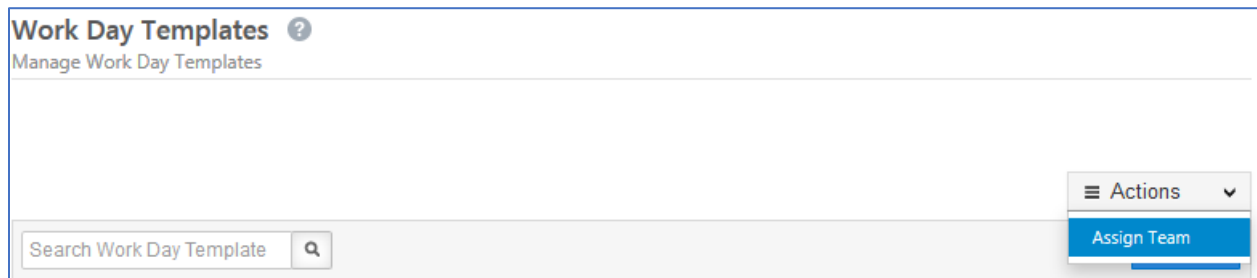 Work Day Templates
Manage Work Day Templates
Actions
Search Work Day Template
Assign Team